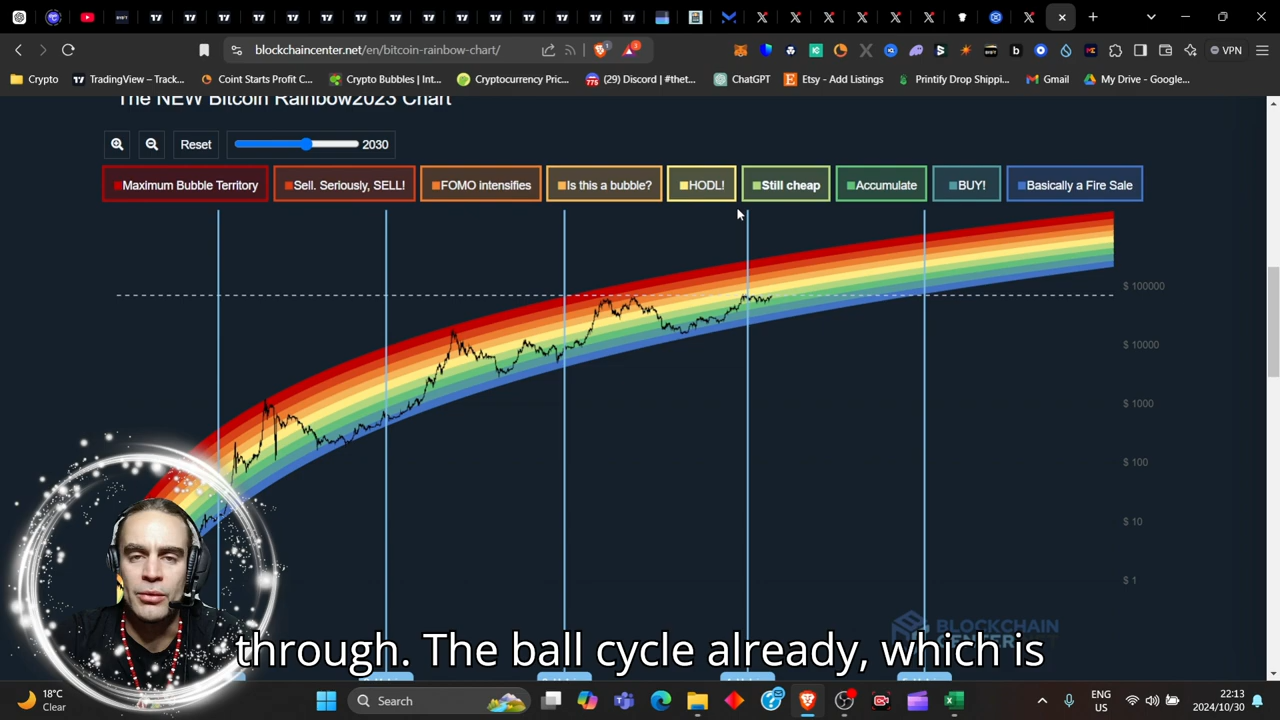 blockchaincenter.net/en/bitcoin-rainbow-chart/
VPN
Crypto
TradingView – Track...
Coint Starts Profit C...
Crypto Bubbles | Int...
Cryptocurrency Pric...
(29) Discord | #thet...
ChatGPT
Etsy - Add Listings
Printify Drop Shippi...
Gmail
My Drive - Google...
The NEW Bitcoin Rainbow2023 Chart
Reset
2030
Maximum Bubble Territory
Sell. Seriously, SELL!
FOMO intensifies
Is this a bubble?
HODL!
Still cheap
Accumulate
BUY!
Basically a Fire Sale
$ 100000
$ 10000
$ 1000
$ 100
$ 10
$ 1
BLOCKCHAIN
CENTER
through. The ball cycle already, which is
18°C
Clear
Search
ENG
US
22:13
2024/10/30